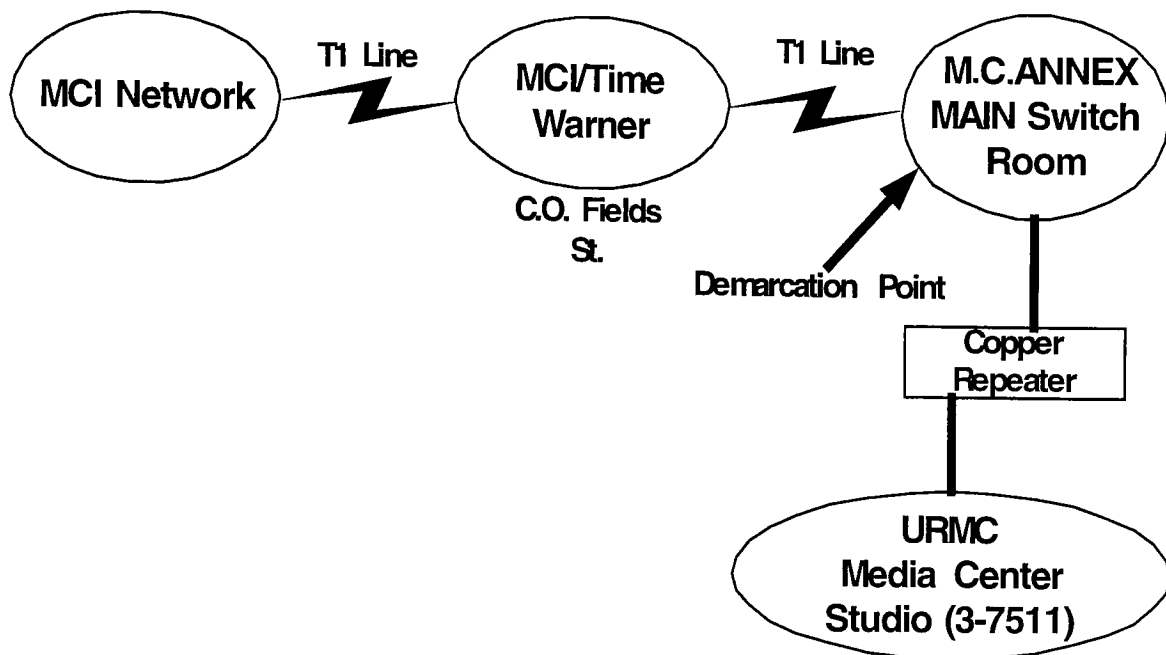 MCI Network
T1 Line
MCI/Time
Warner
C.O. Fields
St.
T1 Line
M.C.ANNEX
MAIN Switch
Room
Demarcation Point
Copper
Repeater
URMC
Media Center
Studio (3-7511)